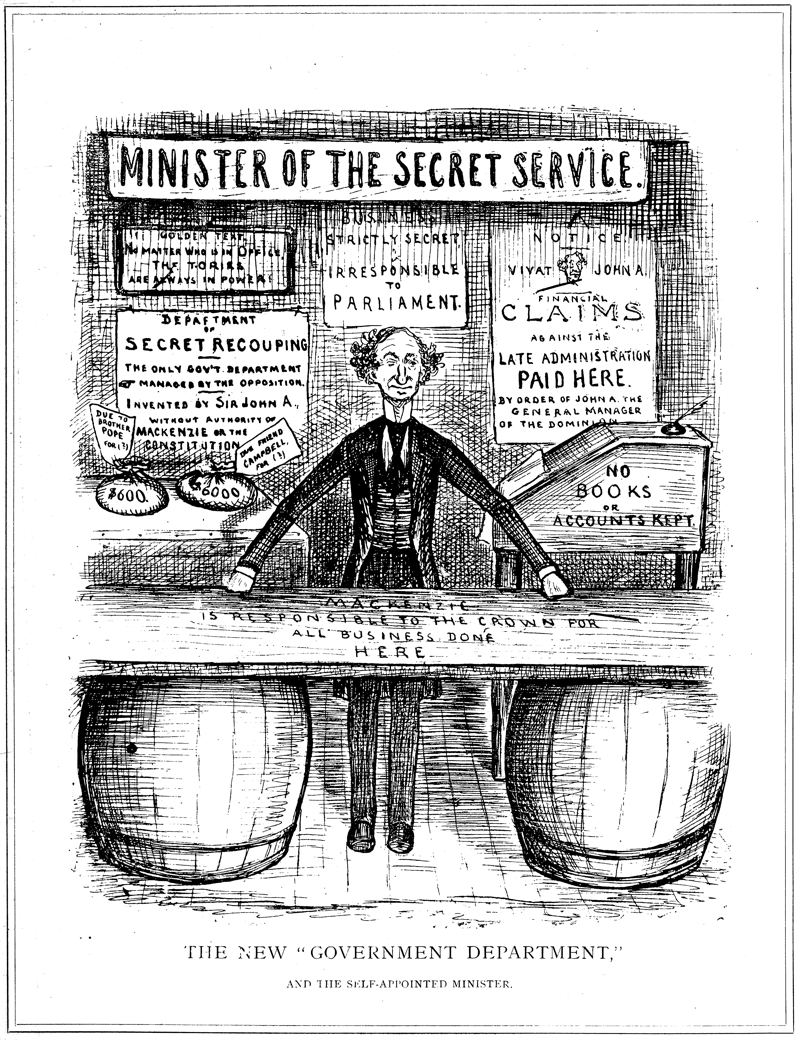 MINISTER OF THE SECRET SERVICE.
GOLDEN TEXT.
NO MATTER WHO IS IN OFFICE,
THE TORIES
ARE ALWAYS IN POWER!
BUSINESS
STRICTLY SECRET
&
IRRESPONSIBLE
TO
PARLIAMENT.
NOTICE
VIVAT JOHN A.
FINANCIAL
CLAIMS
AGAINST THE
LATE ADMINISTRATION
PAID HERE.
BY ORDER OF JOHN A. THE
GENERAL MANAGER
OF THE DOMINION
DEPARTMENT
OF
SECRET RECOUPING
THE ONLY GOV'T. DEPARTMENT
MANAGED BY THE OPPOSITION.
INVENTED BY SIR JOHN A.,
WITHOUT AUTHORITY OF
MACKENZIE OR THE
CONSTITUTION
DUE TO
BROTHER
POPE
FOR (?)
DUE FRIEND
CAMPBELL,
FOR (?)
$600.
$6000
NO
BOOKS
OR
ACCOUNTS KEPT.
MACKENZIE
IS RESPONSIBLE TO THE CROWN FOR
ALL BUSINESS DONE
HERE
THE NEW “GOVERNMENT DEPARTMENT,”
AND THE SELF-APPOINTED MINISTER.